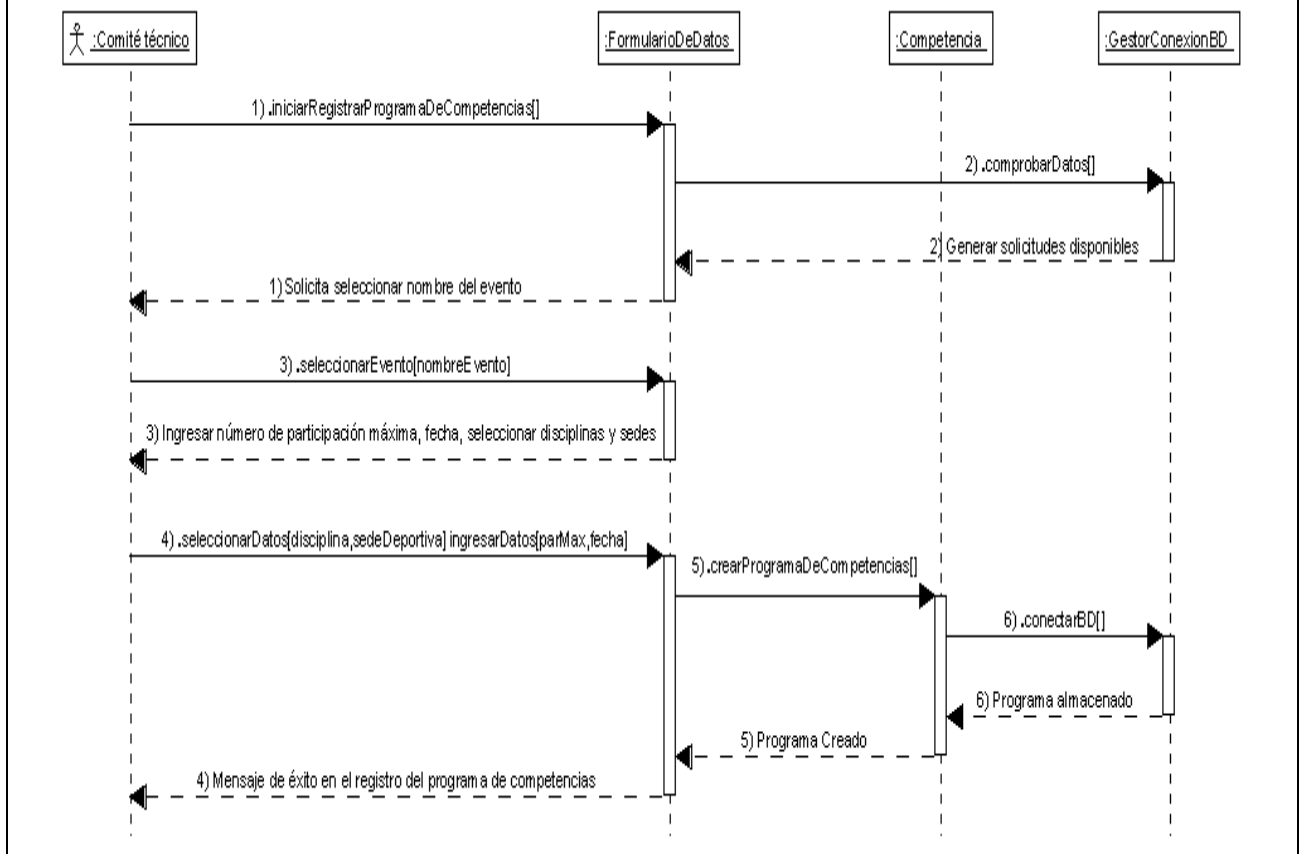 :Comité técnico
:FormularioDeDatos
:Competencia
:GestorConexionBD
1) .iniciarRegistrarProgramaDeCompetencias[]
2) .comprobarDatos[]
2) Generar solicitudes disponibles
1) Solicita seleccionar nombre del evento
3) .seleccionarEvento[nombreEvento]
3) Ingresar número de participación máxima, fecha, seleccionar disciplinas y sedes
4) .seleccionarDatos[disciplina,sedeDeportiva] ingresarDatos[parMax,fecha]
5) .crearProgramaDeCompetencias[]
6) .conectarBD[]
6) Programa almacenado
5) Programa Creado
4) Mensaje de éxito en el registro del programa de competencias